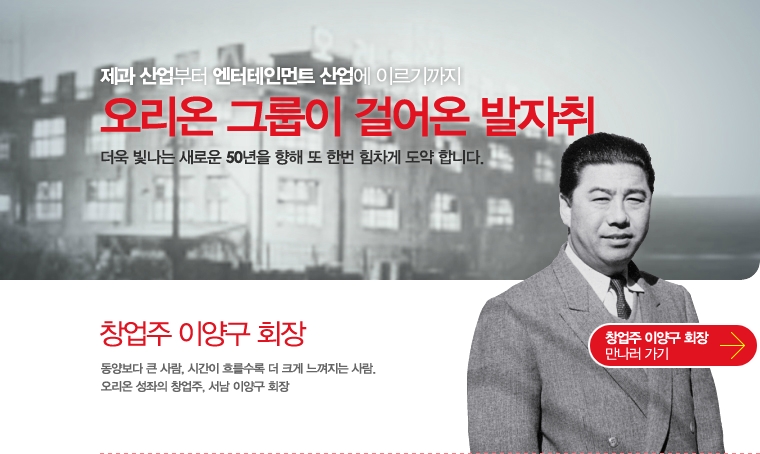 제과 산업부터 엔터테인먼트 산업에 이르기까지
오리온 그룹이 걸어온 발자취
더욱 빛나는 새로운 50년을 향해 또 한번 힘차게 도약 합니다.
창업주 이양구 회장
동양보다 큰 사람, 시간이 흐를수록 더 크게 느껴지는 사람.
오리온 성좌의 창업주, 서남 이양구 회장
창업주 이양구 회장
만나러 가기